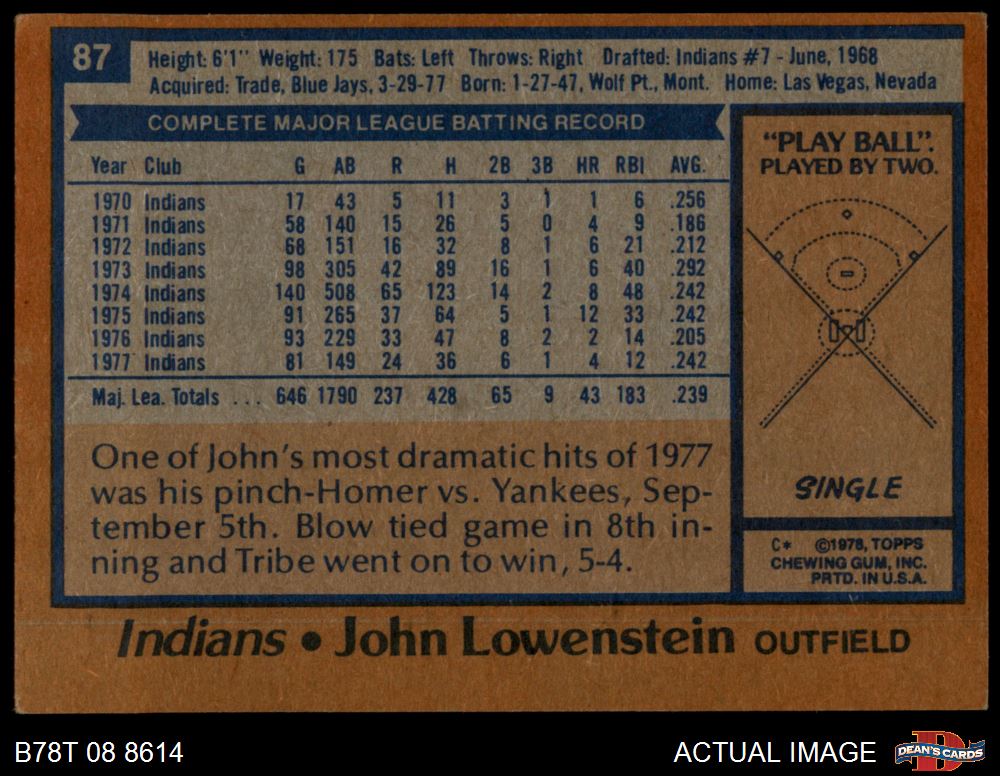 87
Height: 6'1" Weight: 175 Bats: Left Throws: Right Drafted: Indians #7 - June, 1968
Acquired: Trade, Blue Jays, 3-29-77 Born: 1-27-47, Wolf Pt., Mont. Home: Las Vegas, Nevada
COMPLETE MAJOR LEAGUE BATTING RECORD
Year Club G AB R H 2B 3B HR RBI AVG.
1970 Indians 17 43 5 11 3 1 1 6 .256
1971 Indians 58 140 15 26 5 0 4 9 .186
1972 Indians 68 151 16 32 8 1 6 21 .212
1973 Indians 98 305 42 89 16 1 6 40 .292
1974 Indians 140 508 65 123 14 2 8 48 .242
1975 Indians 91 265 37 64 5 1 12 33 .242
1976 Indians 93 229 33 47 8 2 2 14 .205
1977 Indians 81 149 24 36 6 1 4 12 .242
Maj. Lea. Totals . . . 646 1790 237 428 65 9 43 183 .239
One of John's most dramatic hits of 1977
was his pinch-Homer vs. Yankees, Sep-
tember 5th. Blow tied game in 8th in-
ning and Tribe went on to win, 5-4.
"PLAY BALL".
PLAYED BY TWO.
SINGLE
C* ©1978, TOPPS
CHEWING GUM, INC.
PRTD. IN U.S.A.
Indians • John Lowenstein OUTFIELD
B78T 08 8614
ACTUAL IMAGE
D
DEAN'S CARDS